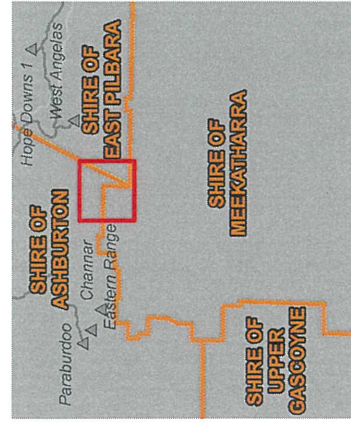 Hope Downs 1
West Angelas
SHIRE OF
EAST PILBARA
SHIRE OF
ASHBURTON
Paraburdoo
Channar
Eastern Range
SHIRE OF
MEEKATHARRA
SHIRE OF
UPPER
GASCOYNE